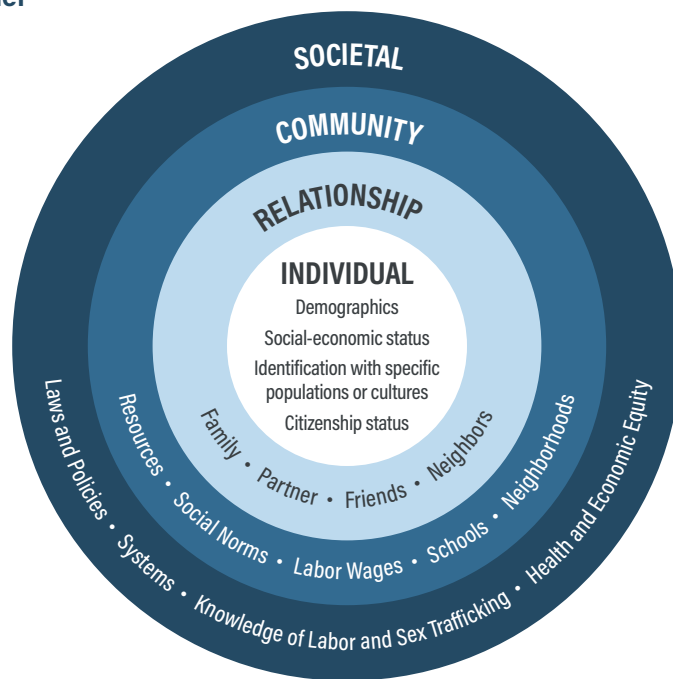 SOCIETAL
COMMUNITY
RELATIONSHIP
INDIVIDUAL
Demographics
Social-economic status
Identification with specific
populations or cultures
Citizenship status
Family • Partner • Friends • Neighbors
Resources • Social Norms • Labor Wages • Schools • Neighborhoods
Laws and Policies • Systems • Knowledge of Labor and Sex Trafficking • Health and Economic Equity